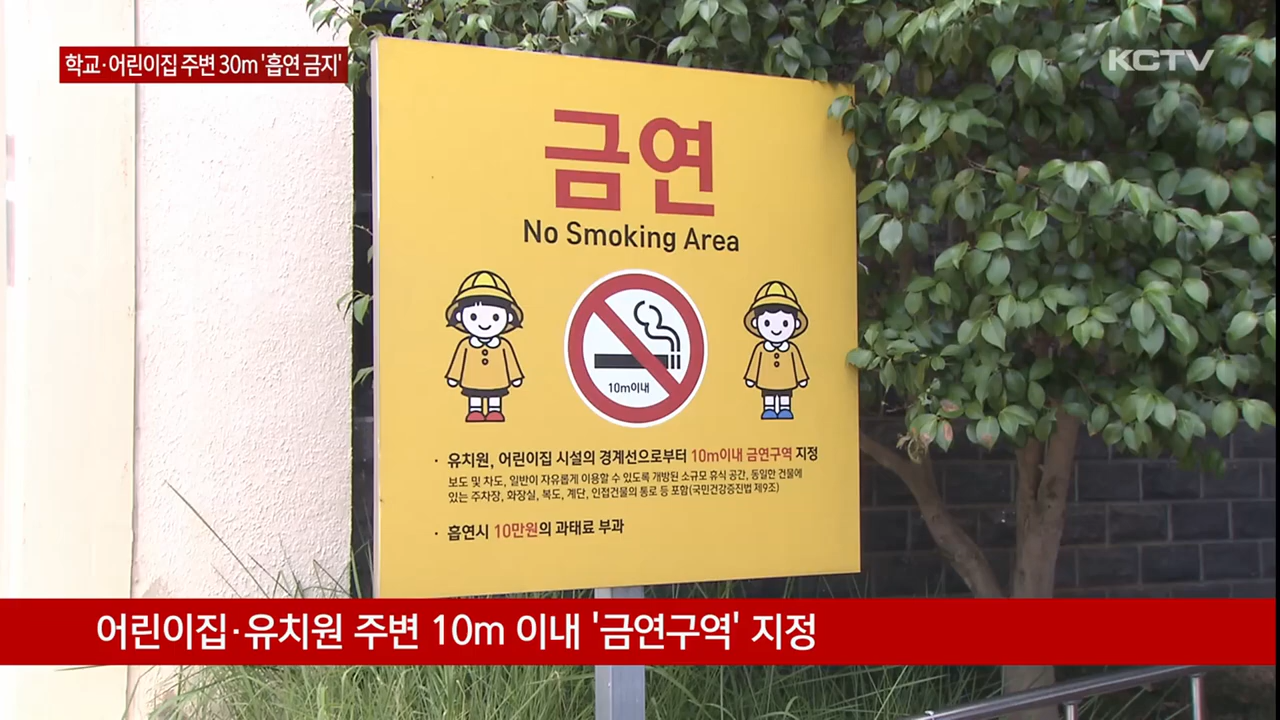 학교·어린이집 주변 30m '흡연 금지'
KCTV
금연
No Smoking Area
10m이내
· 유치원, 어린이집 시설의 경계선으로부터 10m이내 금연구역 지정
보도 및 차도, 일반이 자유롭게 이용할 수 있도록 개방된 소규모 휴식 공간, 동일한 건물에
있는 주차장, 화장실, 복도, 계단, 인접건물의 통로 등 포함(국민건강증진법 제9조)
· 흡연시 10만원의 과태료 부과
어린이집·유치원 주변 10m 이내 '금연구역' 지정